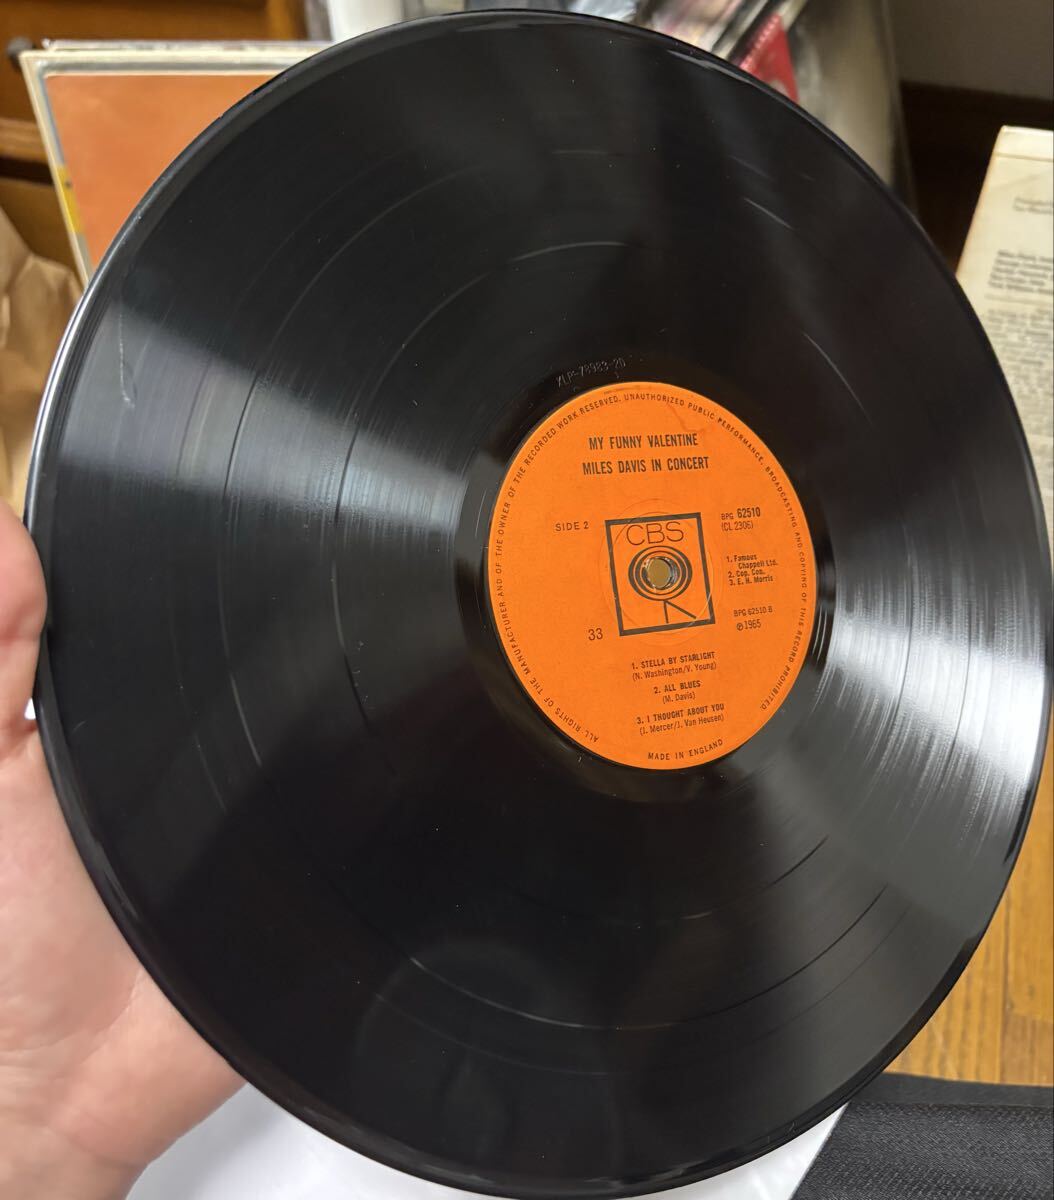 XLP-78983-2D
ALL RIGHTS OF THE MANUFACTURER AND OF THE OWNER OF THE RECORDED WORK RESERVED. UNAUTHORIZED PUBLIC PERFORMANCE, BROADCASTING AND COPYING OF THIS RECORD PROHIBITED.
MY FUNNY VALENTINE
MILES DAVIS IN CONCERT
SIDE 2
CBS
BPG 62510
(CL 2306)
1. Famous
Chappell Ltd.
2. Cop. Con.
3. E. H. Morris
BPG 62510 B
℗1965
33
1. STELLA BY STARLIGHT
(N. Washington/V. Young)
2. ALL BLUES
(M. Davis)
3. I THOUGHT ABOUT YOU
(J. Mercer/J. Van Heusen)
MADE IN ENGLAND